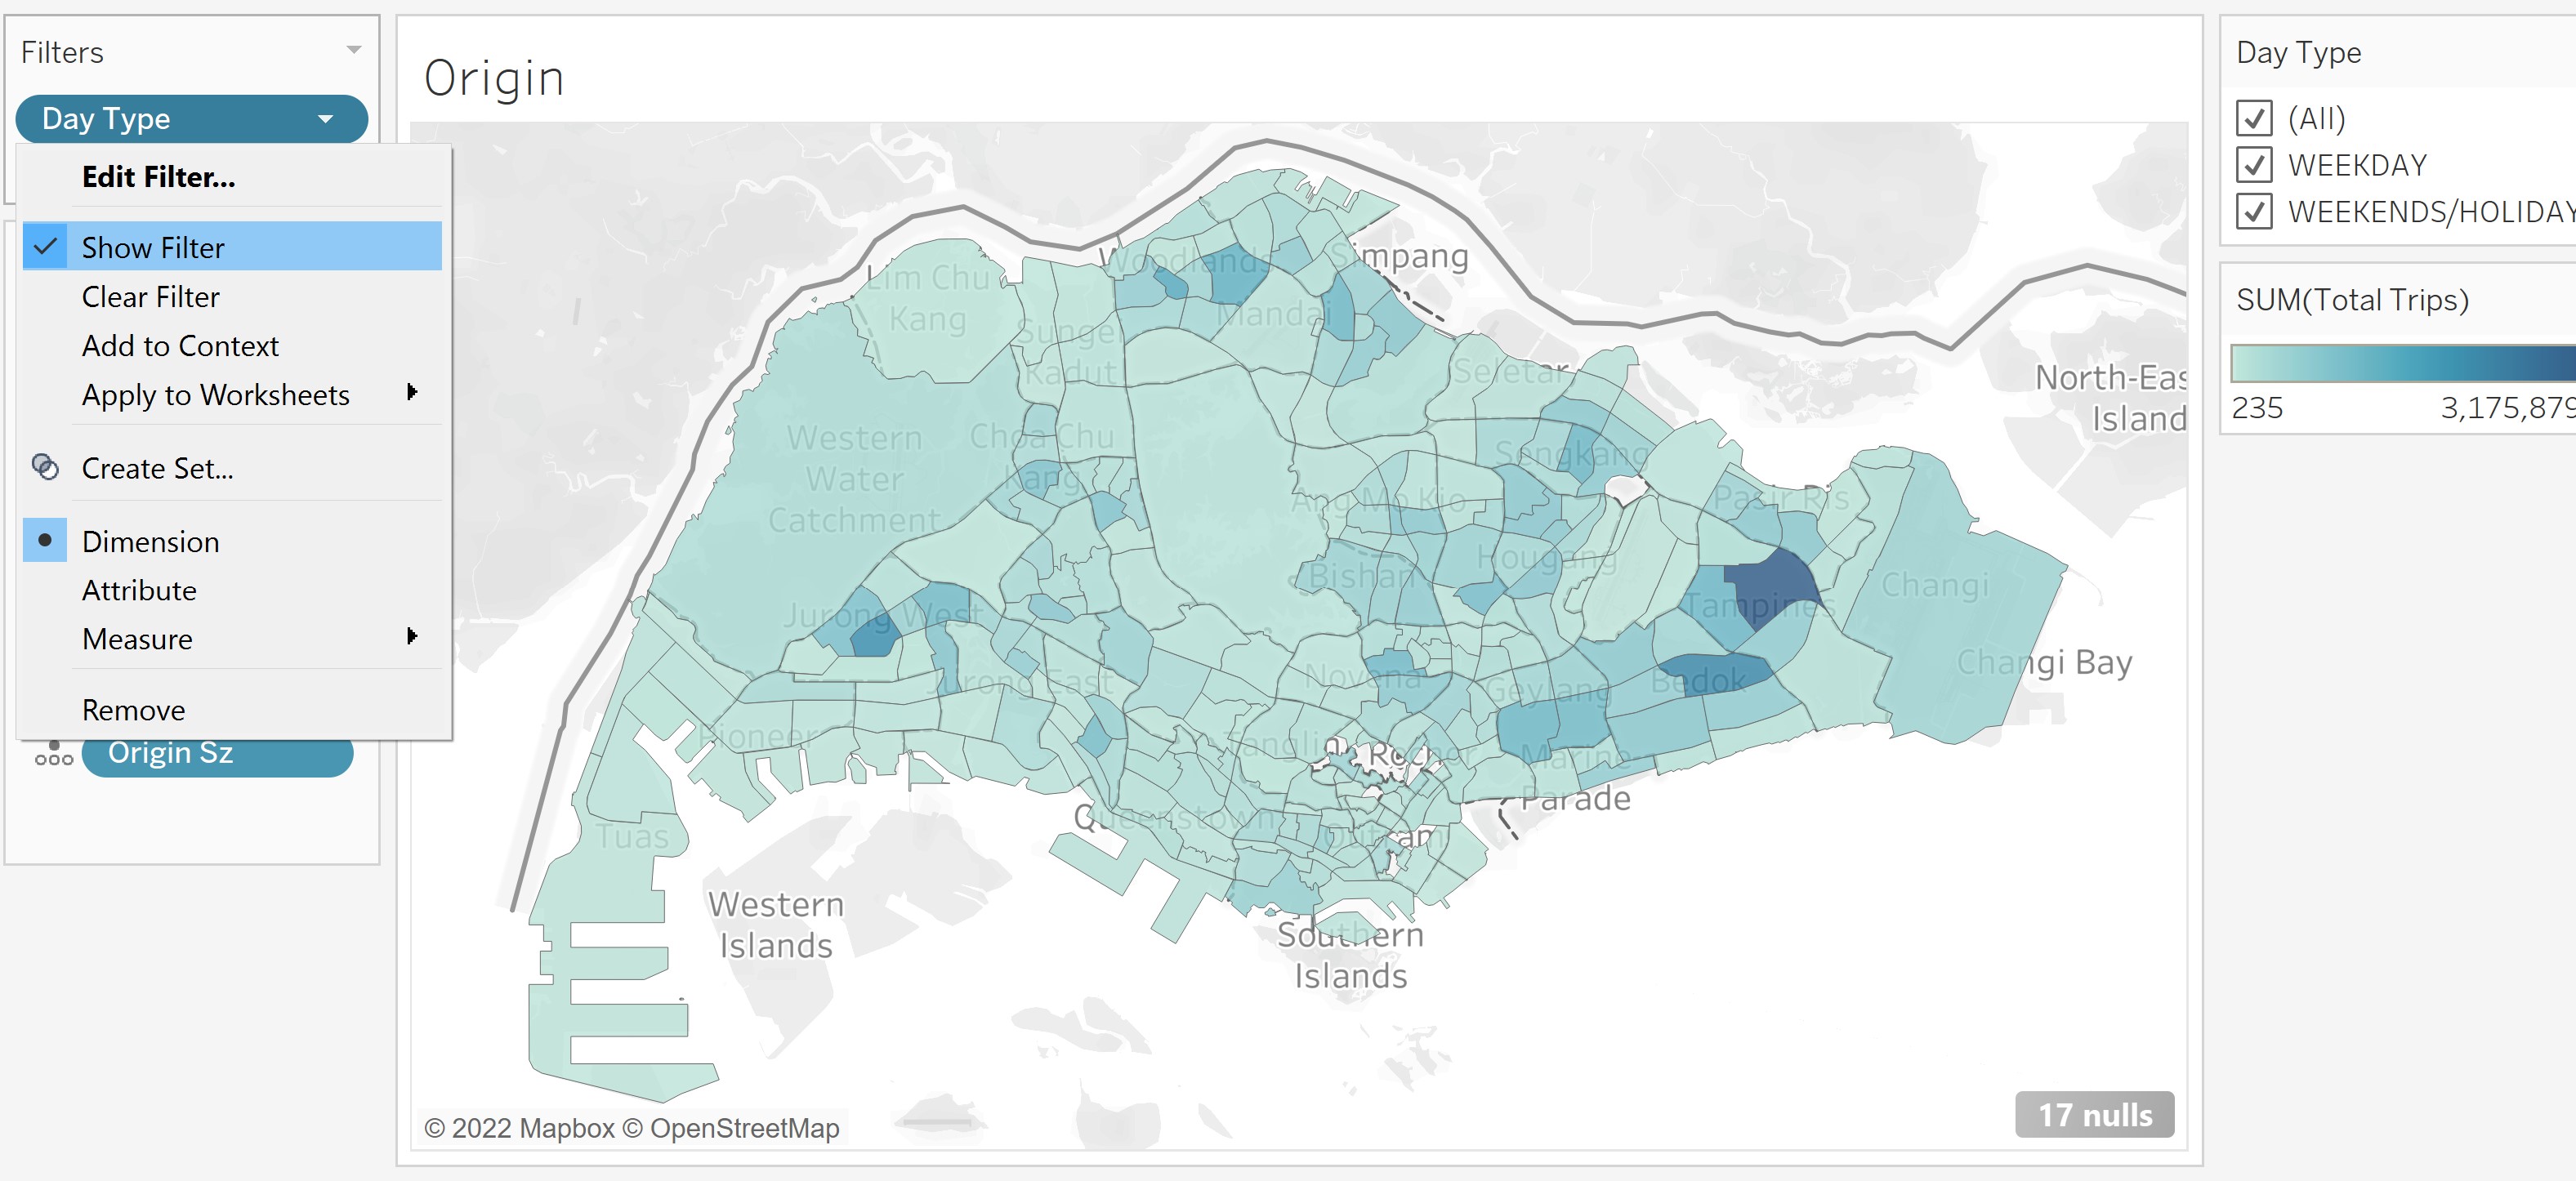 Filters
Day Type
Edit Filter...
Show Filter
Clear Filter
Add to Context
Apply to Worksheets
Create Set...
Dimension
Attribute
Measure
Remove
Origin Sz
Origin
Simpang
Woodlands
Lim Chu
Kang
Mandai
Sungei
Kadut
Seletar
North-Eas
Island
Western
Water
Catchment
Choa Chu
Kang
Sengkang
Ang Mo Kio
Pasir Ris
Hougang
Bishan
Changi
Tampines
Jurong West
Changi Bay
Jurong East
Novena
Geylang
Bedok
Pioneer
Tanglin
Rochor
Marine
Parade
Queenstown
Outram
Tuas
Western
Islands
Southern
Islands
© 2022 Mapbox © OpenStreetMap
17 nulls
Day Type
(All)
WEEKDAY
WEEKENDS/HOLIDAY
SUM(Total Trips)
235
3,175,879